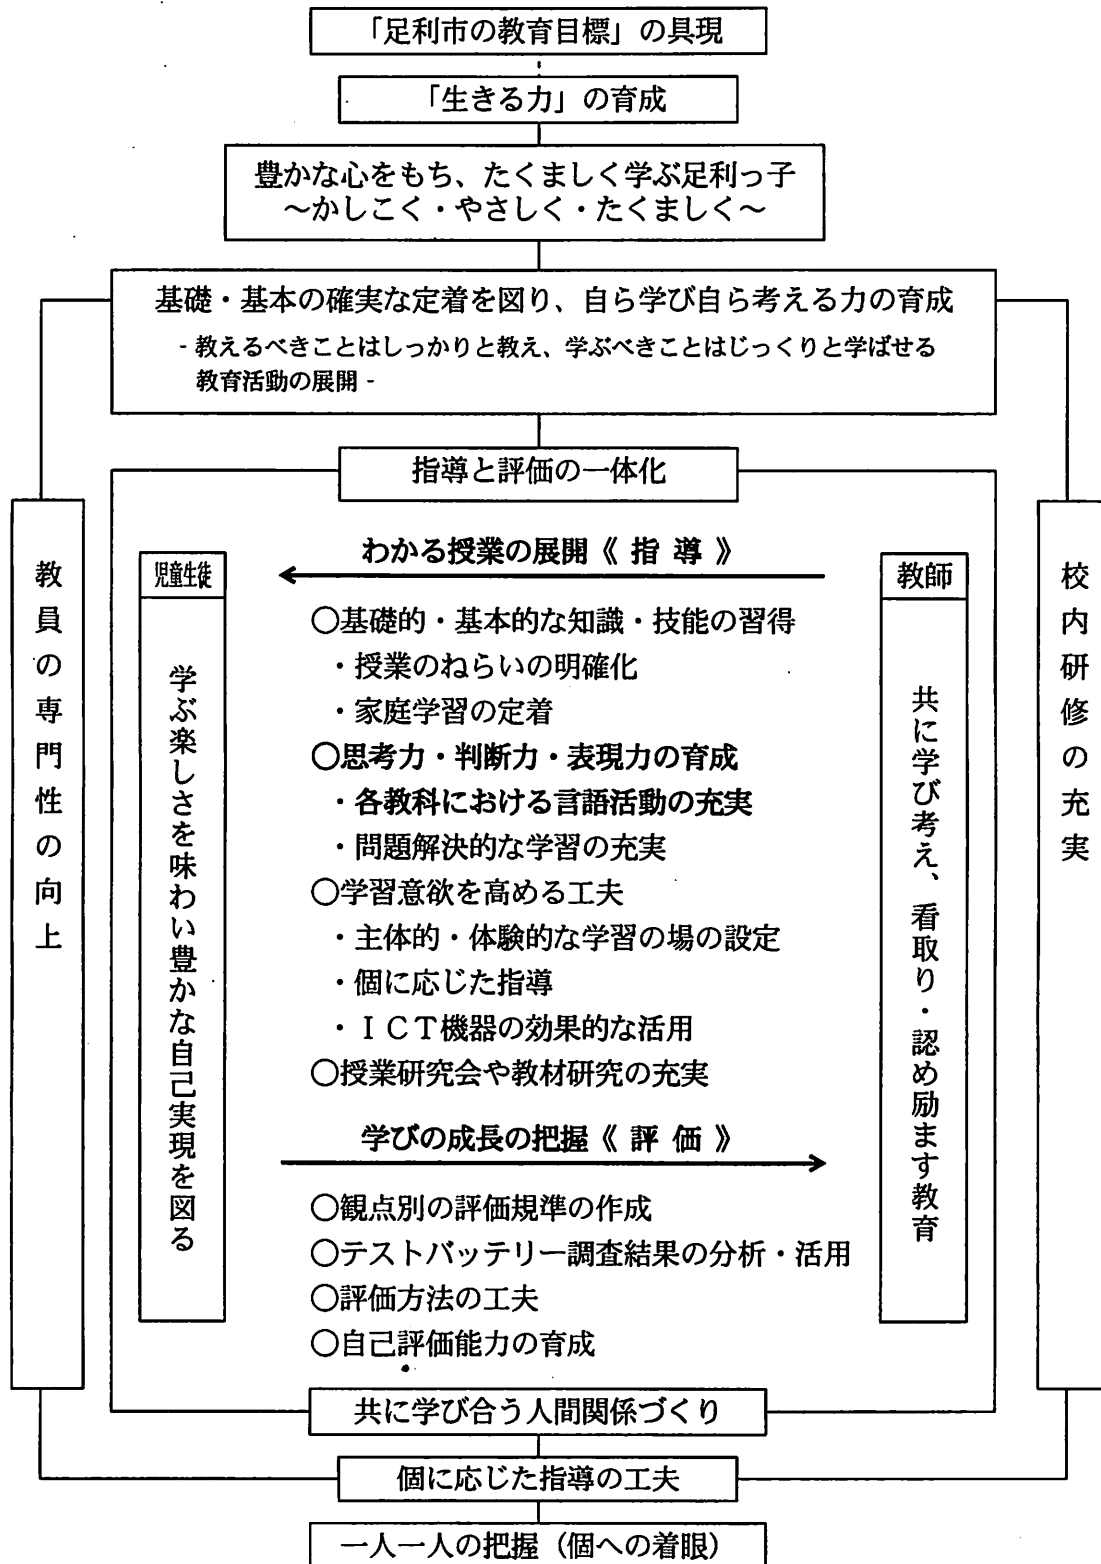 「足利市の教育目標」の具現
「生きる力」の育成
豊かな心をもち、たくましく学ぶ足利っ子
～かしこく・やさしく・たくましく～
基礎・基本の確実な定着を図り、自ら学び自ら考える力の育成
- 教えるべきことはしっかりと教え、学ぶべきことはじっくりと学ばせる
教育活動の展開 -
指導と評価の一体化
教員の専門性の向上
児童生徒
学ぶ楽しさを味わい豊かな自己実現を図る
わかる授業の展開《 指 導 》
○基礎的・基本的な知識・技能の習得
・授業のねらいの明確化
・家庭学習の定着
○思考力・判断力・表現力の育成
・各教科における言語活動の充実
・問題解決的な学習の充実
○学習意欲を高める工夫
・主体的・体験的な学習の場の設定
・個に応じた指導
・ＩＣＴ機器の効果的な活用
○授業研究会や教材研究の充実
学びの成長の把握《 評 価 》
○観点別の評価規準の作成
○テストバッテリー調査結果の分析・活用
○評価方法の工夫
○自己評価能力の育成
教師
共に学び考え、看取り・認め励ます教育
校内研修の充実
共に学び合う人間関係づくり
個に応じた指導の工夫
一人一人の把握（個への着眼）